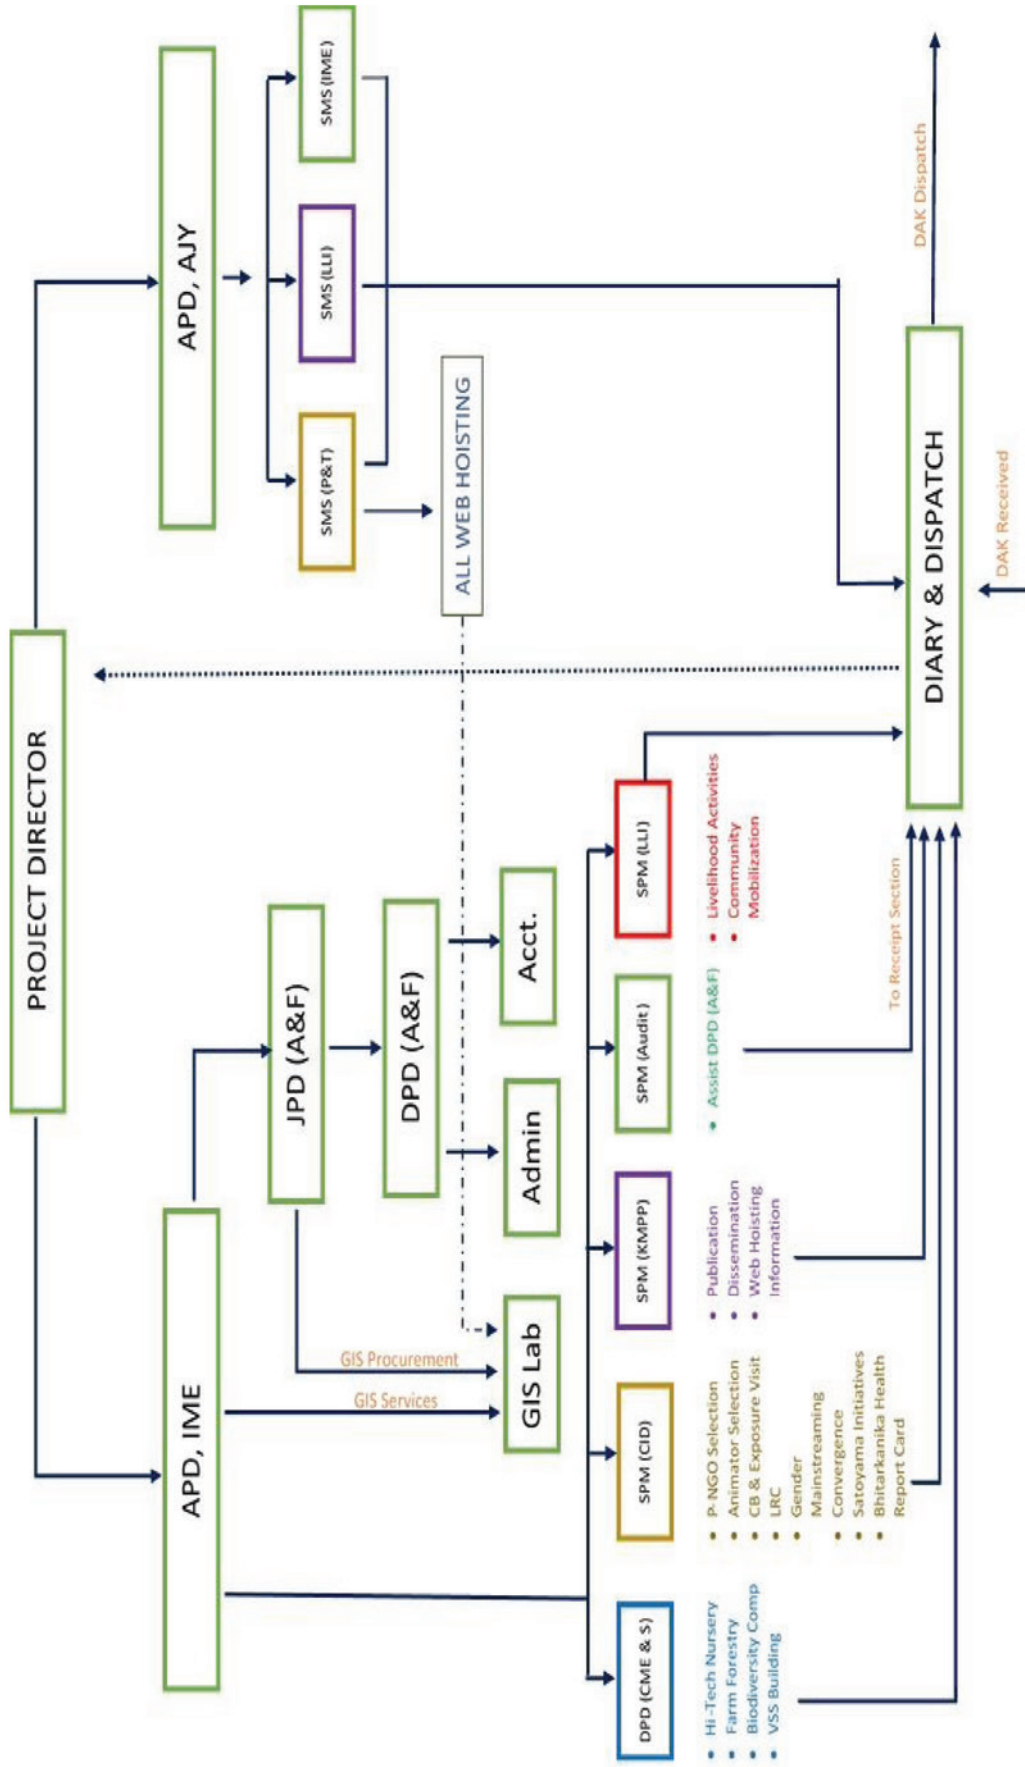 PROJECT DIRECTOR
APD, IME
APD, AJY
JPD (A&F)
SMS (P&T)
SMS (LLI)
SMS (IME)
GIS Procurement
GIS Services
DPD (A&F)
ALL WEB HOISTING
GIS Lab
Admin
Acct.
DPD (CME & S)
SPM (CID)
SPM (KMPP)
SPM (Audit)
SPM (LLI)
• Hi -Tech Nursery
• Farm Forestry
• Biodiversity Comp
• VSS Building
• P-NGO Selection
• Animator Selection
• CB & Exposure Visit
• LRC
• Gender
Mainstreaming
• Convergence
• Satoyama Initiatives
• Bhitarkanika Health
Report Card
• Publication
• Dissemination
• Web Hoisting
Information
• Assist DPD (A&F)
• Livelihood Activities
• Community
Mobilization
To Receipt Section
DIARY & DISPATCH
DAK Dispatch
DAK Received